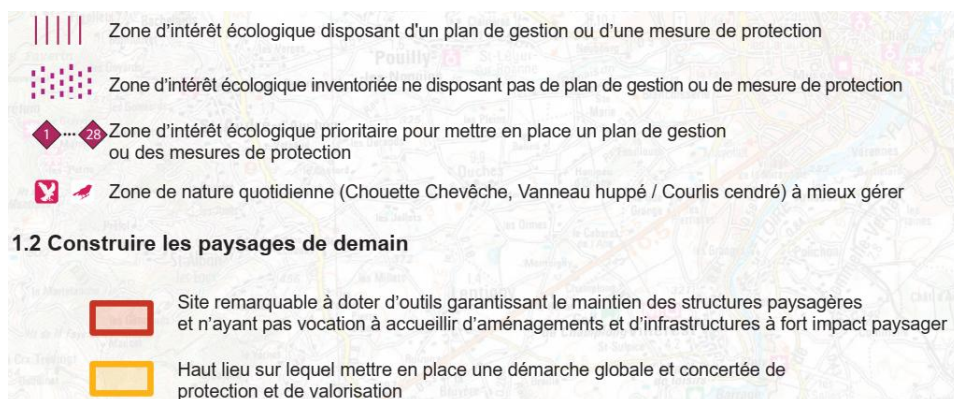 Zone d'intérêt écologique disposant d'un plan de gestion ou d'une mesure de protection
Zone d'intérêt écologique inventoriée ne disposant pas de plan de gestion ou de mesure de protection
1 ... 28 Zone d'intérêt écologique prioritaire pour mettre en place un plan de gestion
ou des mesures de protection
Zone de nature quotidienne (Chouette Chevêche, Vanneau huppé / Courlis cendré) à mieux gérer
1.2 Construire les paysages de demain
Site remarquable à doter d'outils garantissant le maintien des structures paysagères
et n'ayant pas vocation à accueillir d'aménagements et d'infrastructures à fort impact paysager
Haut lieu sur lequel mettre en place une démarche globale et concertée de
protection et de valorisation